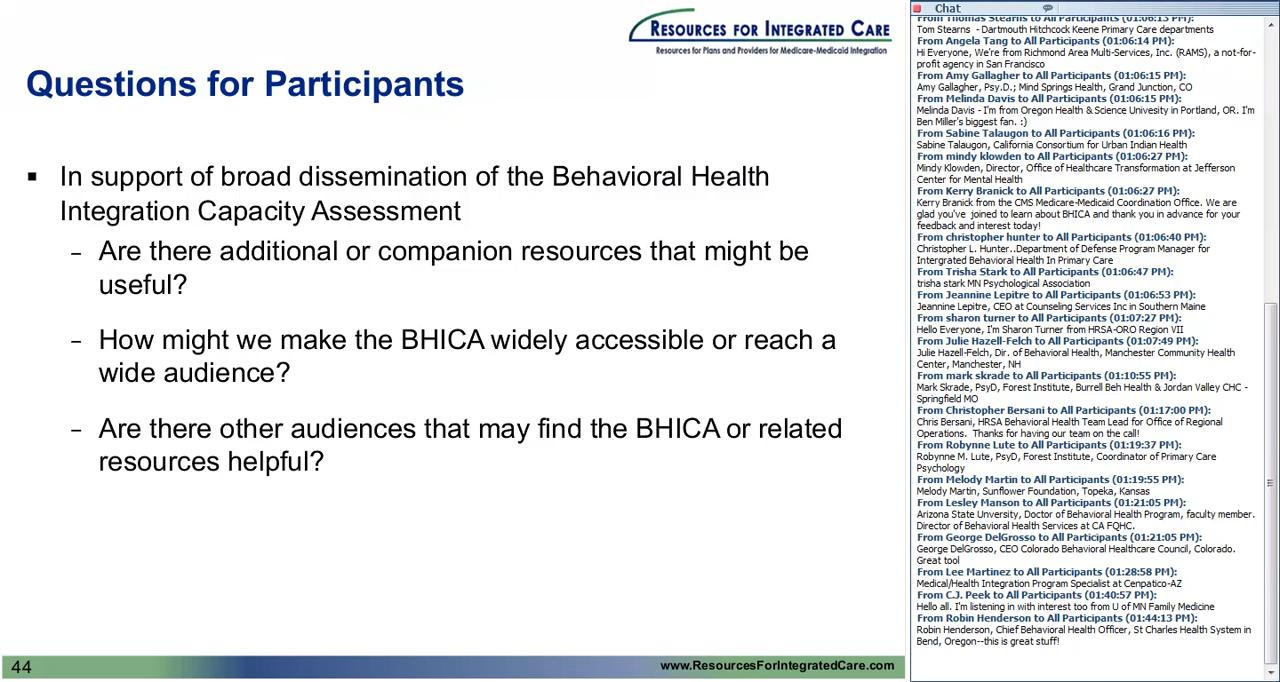 RESOURCES FOR INTEGRATED CARE
Resources for Plans and Providers for Medicare-Medicaid Integration
Questions for Participants
▪ In support of broad dissemination of the Behavioral Health
Integration Capacity Assessment
– Are there additional or companion resources that might be
useful?
– How might we make the BHICA widely accessible or reach a
wide audience?
– Are there other audiences that may find the BHICA or related
resources helpful?
44
www.ResourcesForIntegratedCare.com
Chat
From Thomas Stearns to All Participants (01:06:13 PM):
Tom Stearns - Dartmouth Hitchcock Keene Primary Care departments
From Angela Tang to All Participants (01:06:14 PM):
Hi Everyone, We're from Richmond Area Multi-Services, Inc. (RAMS), a not-for-
profit agency in San Francisco
From Amy Gallagher to All Participants (01:06:15 PM):
Amy Gallagher, Psy.D.; Mind Springs Health, Grand Junction, CO
From Melinda Davis to All Participants (01:06:15 PM):
Melinda Davis - I'm from Oregon Health & Science Univesity in Portland, OR. I'm
Ben Miller's biggest fan. :)
From Sabine Talaugon to All Participants (01:06:16 PM):
Sabine Talaugon, California Consortium for Urban Indian Health
From mindy klowden to All Participants (01:06:27 PM):
Mindy Klowden, Director, Office of Healthcare Transformation at Jefferson
Center for Mental Health
From Kerry Branick to All Participants (01:06:27 PM):
Kerry Branick from the CMS Medicare-Medicaid Coordination Office. We are
glad you've joined to learn about BHICA and thank you in advance for your
feedback and interest today!
From christopher hunter to All Participants (01:06:40 PM):
Christopher L. Hunter..Department of Defense Program Manager for
Intergrated Behavioral Health In Primary Care
From Trisha Stark to All Participants (01:06:47 PM):
trisha stark MN Psychological Association
From Jeannine Lepitre to All Participants (01:06:53 PM):
Jeannine Lepitre, CEO at Counseling Services Inc in Southern Maine
From sharon turner to All Participants (01:07:27 PM):
Hello Everyone, I'm Sharon Turner from HRSA-ORO Region VII
From Julie Hazell-Felch to All Participants (01:07:49 PM):
Julie Hazell-Felch, Dir. of Behavioral Health, Manchester Community Health
Center, Manchester, NH
From mark skrade to All Participants (01:10:55 PM):
Mark Skrade, PsyD, Forest Institute, Burrell Beh Health & Jordan Valley CHC -
Springfield MO
From Christopher Bersani to All Participants (01:17:00 PM):
Chris Bersani, HRSA Behavioral Health Team Lead for Office of Regional
Operations. Thanks for having our team on the call!
From Robynne Lute to All Participants (01:19:37 PM):
Robynne M. Lute, PsyD, Forest Institute, Coordinator of Primary Care
Psychology
From Melody Martin to All Participants (01:19:55 PM):
Melody Martin, Sunflower Foundation, Topeka, Kansas
From Lesley Manson to All Participants (01:21:05 PM):
Arizona State Unversity, Doctor of Behavioral Health Program, faculty member.
Director of Behavioral Health Services at CA FQHC.
From George DelGrosso to All Participants (01:21:05 PM):
George DelGrosso, CEO Colorado Behavioral Healthcare Council, Colorado.
Great tool
From Lee Martinez to All Participants (01:28:58 PM):
Medical/Health Integration Program Specialist at Cenpatico-AZ
From C.J. Peek to All Participants (01:40:57 PM):
Hello all. I'm listening in with interest too from U of MN Family Medicine
From Robin Henderson to All Participants (01:44:13 PM):
Robin Henderson, Chief Behavioral Health Officer, St Charles Health System in
Bend, Oregon--this is great stuff!